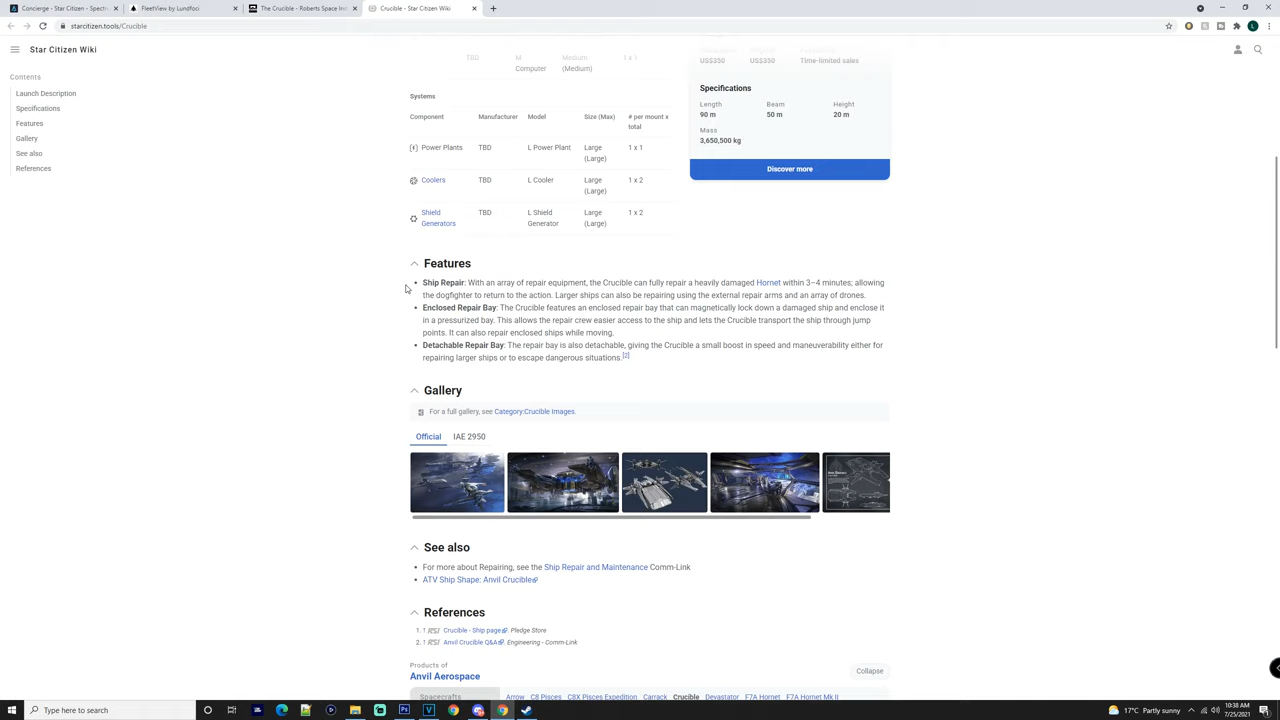 Concierge - Star Citizen - Spectr
FleetView by Lundfoci
The Crucible - Roberts Space Ind
Crucible - Star Citizen Wiki
starcitizen.tools/Crucible
Star Citizen Wiki
Contents
Launch Description
Specifications
Features
Gallery
See also
References
TBD M Computer Medium (Medium) 1 x 1
Systems
Component Manufacturer Model Size (Max) # per mount x total
Power Plants TBD L Power Plant Large (Large) 1 x 1
Coolers TBD L Cooler Large (Large) 1 x 2
Shield Generators TBD L Shield Generator Large (Large) 1 x 2
US$350 US$350 Time-limited sales
Specifications
Length Beam Height
90 m 50 m 20 m
Mass
3,650,500 kg
Discover more
Features
Ship Repair: With an array of repair equipment, the Crucible can fully repair a heavily damaged Hornet within 3–4 minutes; allowing
the dogfighter to return to the action. Larger ships can also be repairing using the external repair arms and an array of drones.
Enclosed Repair Bay: The Crucible features an enclosed repair bay that can magnetically lock down a damaged ship and enclose it
in a pressurized bay. This allows the repair crew easier access to the ship and lets the Crucible transport the ship through jump
points. It can also repair enclosed ships while moving.
Detachable Repair Bay: The repair bay is also detachable, giving the Crucible a small boost in speed and maneuverability either for
repairing larger ships or to escape dangerous situations.[2]
Gallery
For a full gallery, see Category:Crucible Images.
Official IAE 2950
See also
For more about Repairing, see the Ship Repair and Maintenance Comm-Link
ATV Ship Shape: Anvil Crucible
References
1. ↑ RSI Crucible - Ship page. Pledge Store
2. ↑ RSI Anvil Crucible Q&A. Engineering - Comm-Link
Products of
Anvil Aerospace
Collapse
Spacecrafts Arrow C8 Pisces C8X Pisces Expedition Carrack Crucible Devastator F7A Hornet F7A Hornet Mk II
Type here to search
17°C Partly sunny
10:38 AM
7/25/2021